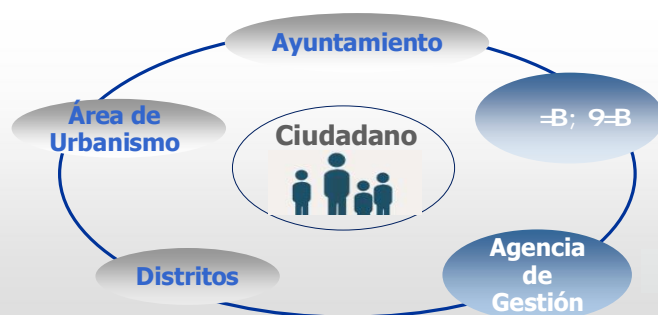 Ayuntamiento
Área de
Urbanismo
Ciudadano
=B; 9=B
Distritos
Agencia
de
Gestión